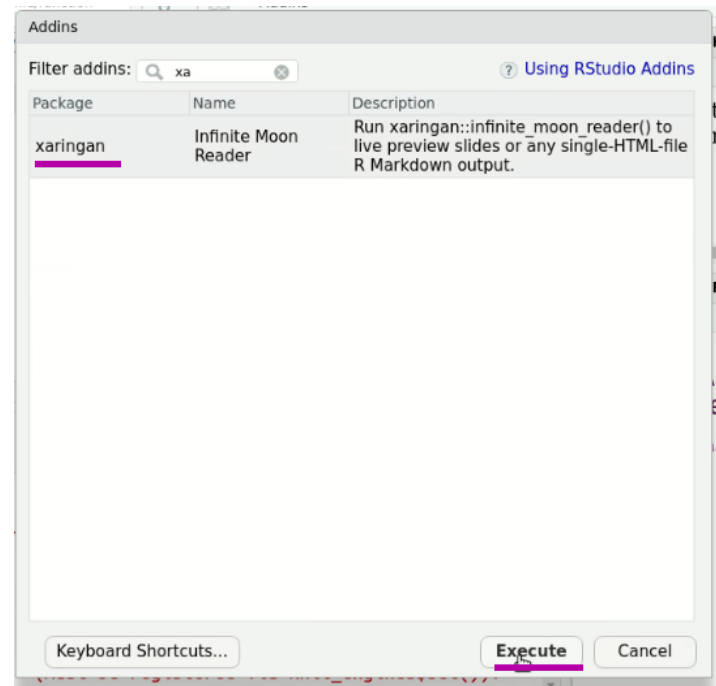 Addins
Filter addins: xa
Using RStudio Addins
Package Name Description
xaringan
Infinite Moon
Reader
Run xaringan::infinite_moon_reader() to
live preview slides or any single-HTML-file
R Markdown output.
Keyboard Shortcuts...
Execute
Cancel